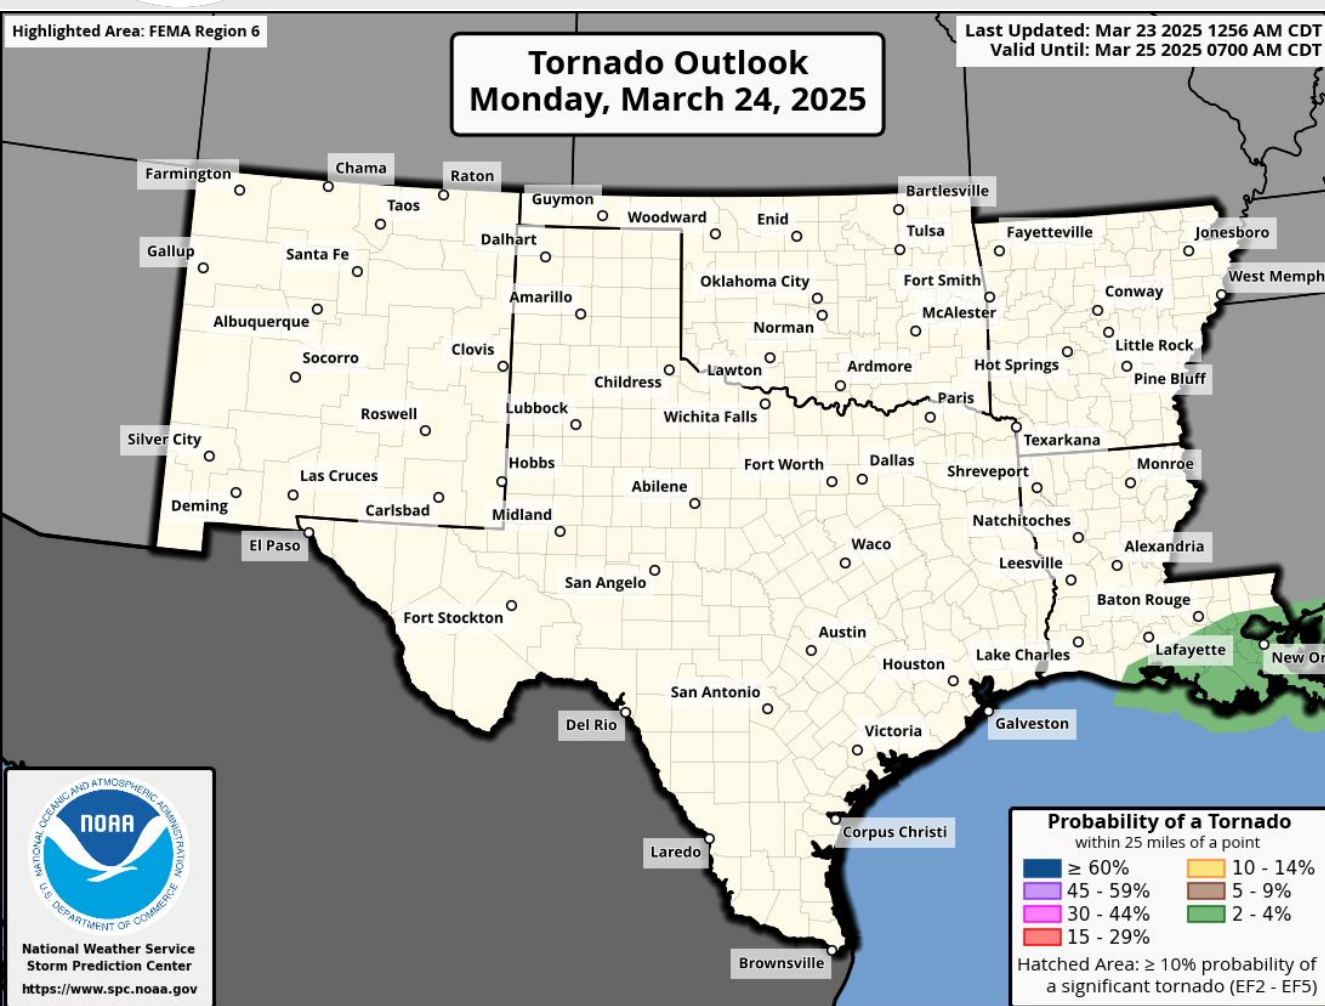 Highlighted Area: FEMA Region 6
Last Updated: Mar 23 2025 1256 AM CDT
Valid Until: Mar 25 2025 0700 AM CDT
Tornado Outlook
Monday, March 24, 2025
Farmington
Chama
Raton
Taos
Guymon
Woodward
Enid
Bartlesville
Tulsa
Fayetteville
Jonesboro
Gallup
Santa Fe
Dalhart
Oklahoma City
Fort Smith
West Memph
Amarillo
Conway
Albuquerque
Norman
McAlester
Little Rock
Socorro
Clovis
Childress
Lawton
Ardmore
Hot Springs
Pine Bluff
Roswell
Lubbock
Wichita Falls
Paris
Texarkana
Silver City
Hobbs
Fort Worth
Dallas
Shreveport
Monroe
Las Cruces
Abilene
Deming
Carlsbad
Midland
Natchitoches
El Paso
Waco
Alexandria
San Angelo
Leesville
Fort Stockton
Baton Rouge
Austin
Lafayette
Houston
Lake Charles
New Or
San Antonio
Del Rio
Galveston
Victoria
Corpus Christi
Laredo
Brownsville
NATIONAL OCEANIC AND ATMOSPHERIC ADMINISTRATION
NOAA
U.S. DEPARTMENT OF COMMERCE
National Weather Service
Storm Prediction Center
https://www.spc.noaa.gov
Probability of a Tornado
within 25 miles of a point
≥ 60%
10 - 14%
45 - 59%
5 - 9%
30 - 44%
2 - 4%
15 - 29%
Hatched Area: ≥ 10% probability of
a significant tornado (EF2 - EF5)